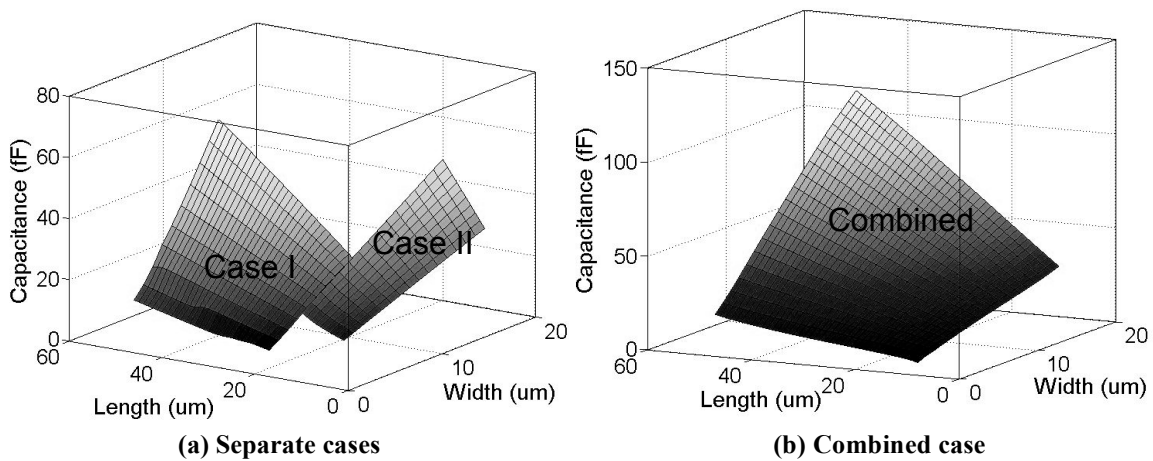 80
60
40
20
0
Capacitance (fF)
60
40
20
0
Length (um)
0
10
20
Width (um)
Case I
Case II
(a) Separate cases
150
100
50
0
Capacitance (fF)
60
40
20
0
Length (um)
0
10
20
Width (um)
Combined
(b) Combined case